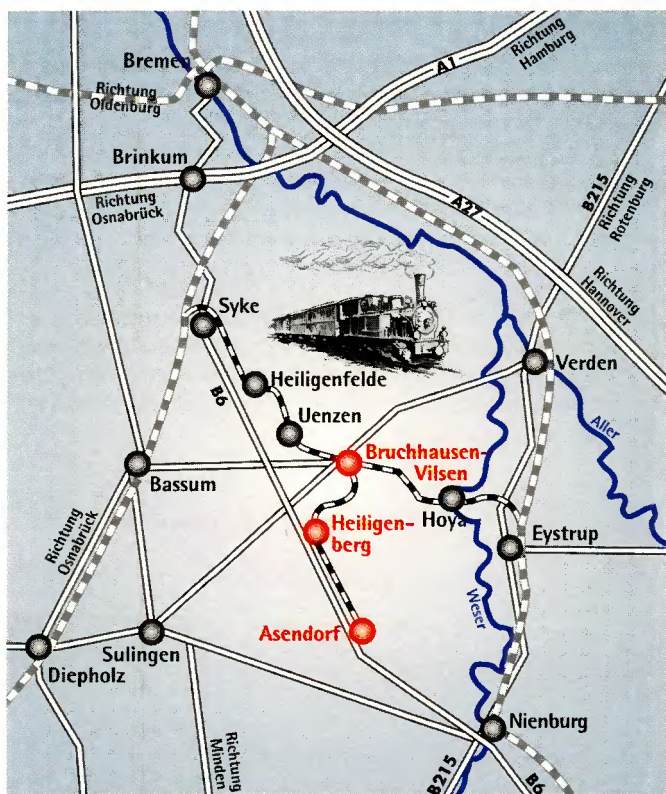 Bremen
Richtung
Oldenburg
A1
Richtung
Hamburg
Brinkum
Richtung
Osnabrück
A27
B215
Richtung
Rotenburg
Richtung
Hannover
Syke
B6
Heiligenfelde
Uenzen
Verden
Aller
Bassum
Bruchhausen-
Vilsen
Hoya
Heiligen-
berg
Eystrup
Richtung
Osnabrück
Weser
Asendorf
Sulingen
Diepholz
Nienburg
Richtung
Minden
B215
B6